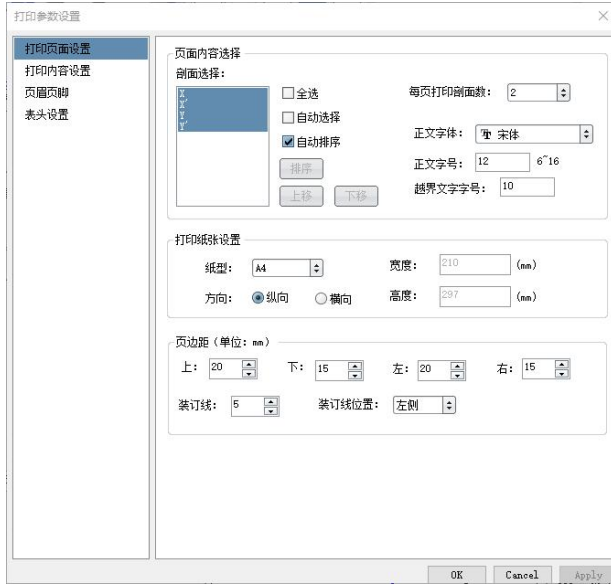 打印参数设置
打印页面设置
打印内容设置
页眉页脚
表头设置
页面内容选择
剖面选择:
X
X'
Y
Y'
全选
自动选择
自动排序
排序
上移 下移
每页打印剖面数: 2
正文字体: 宋体
正文字号: 12 6~16
越界文字字号: 10
打印纸张设置
纸型: A4 宽度: 210 (mm)
方向: 纵向 横向 高度: 297 (mm)
页边距(单位: mm)
上: 20 下: 15 左: 20 右: 15
装订线: 5 装订线位置: 左侧
OK Cancel Apply